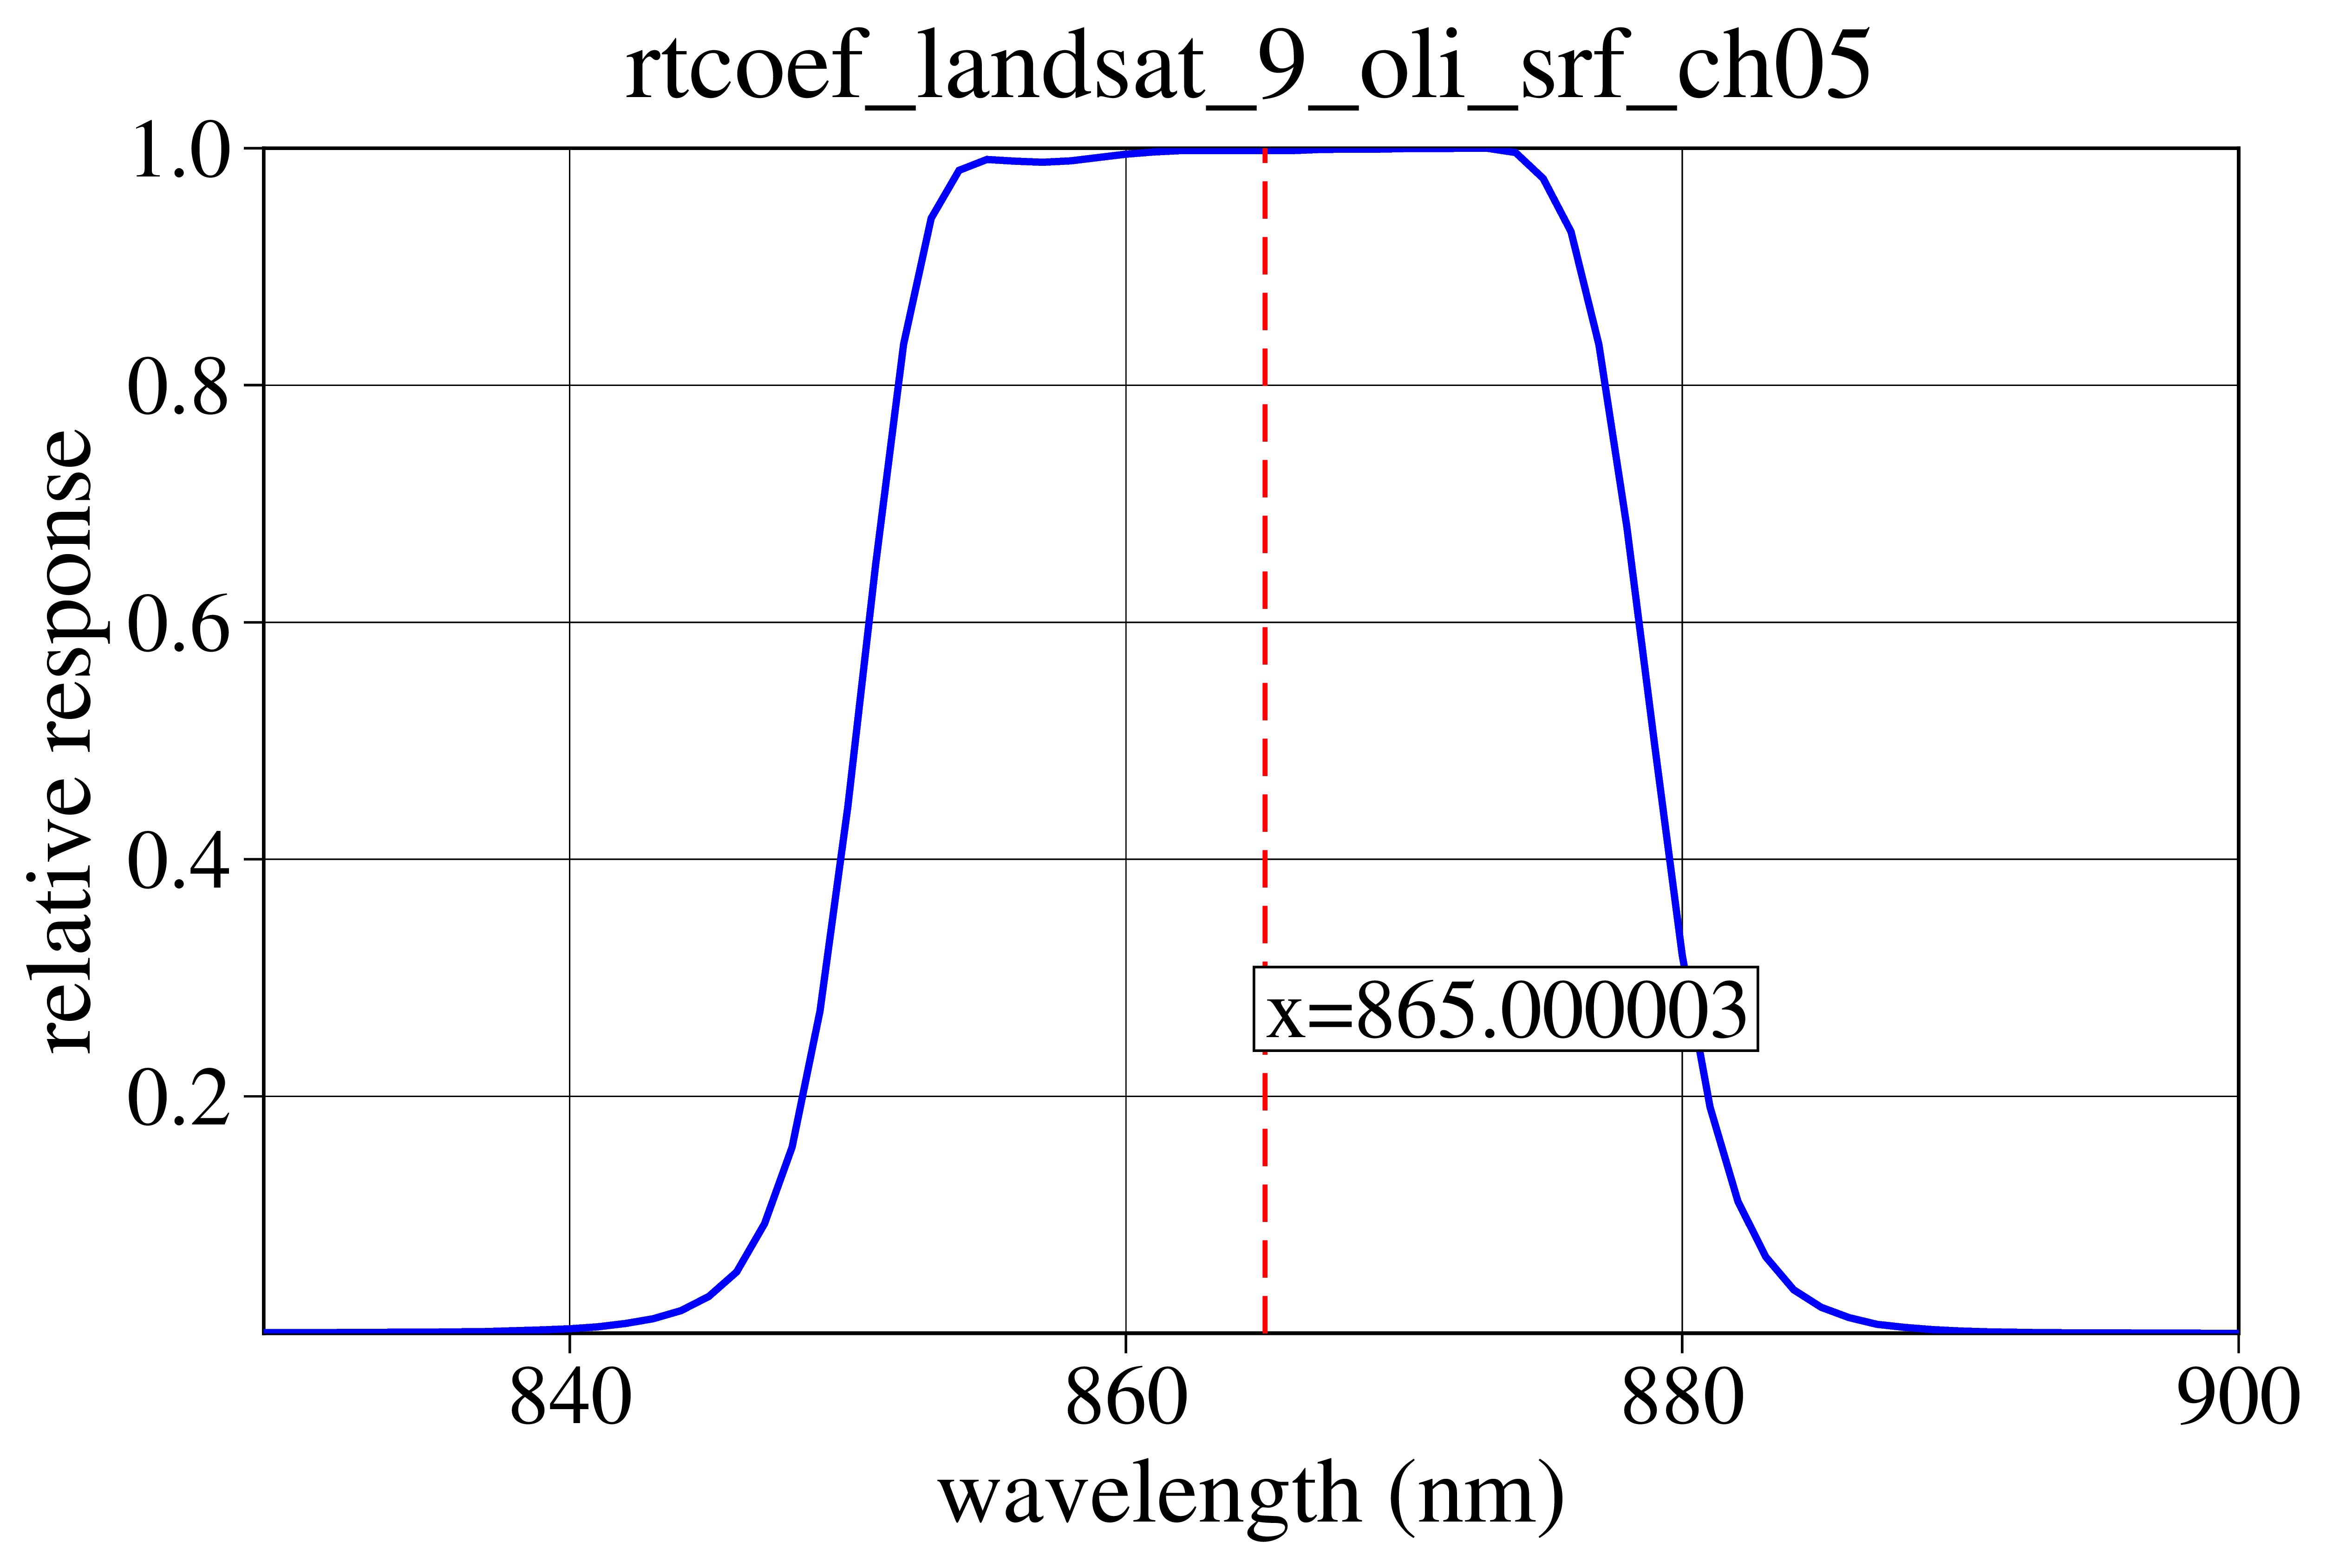 rtcoef_landsat_9_oli_srf_ch05
1.0
0.8
0.6
0.4
0.2
relative response
x=865.000003
840 860 880 900
wavelength (nm)